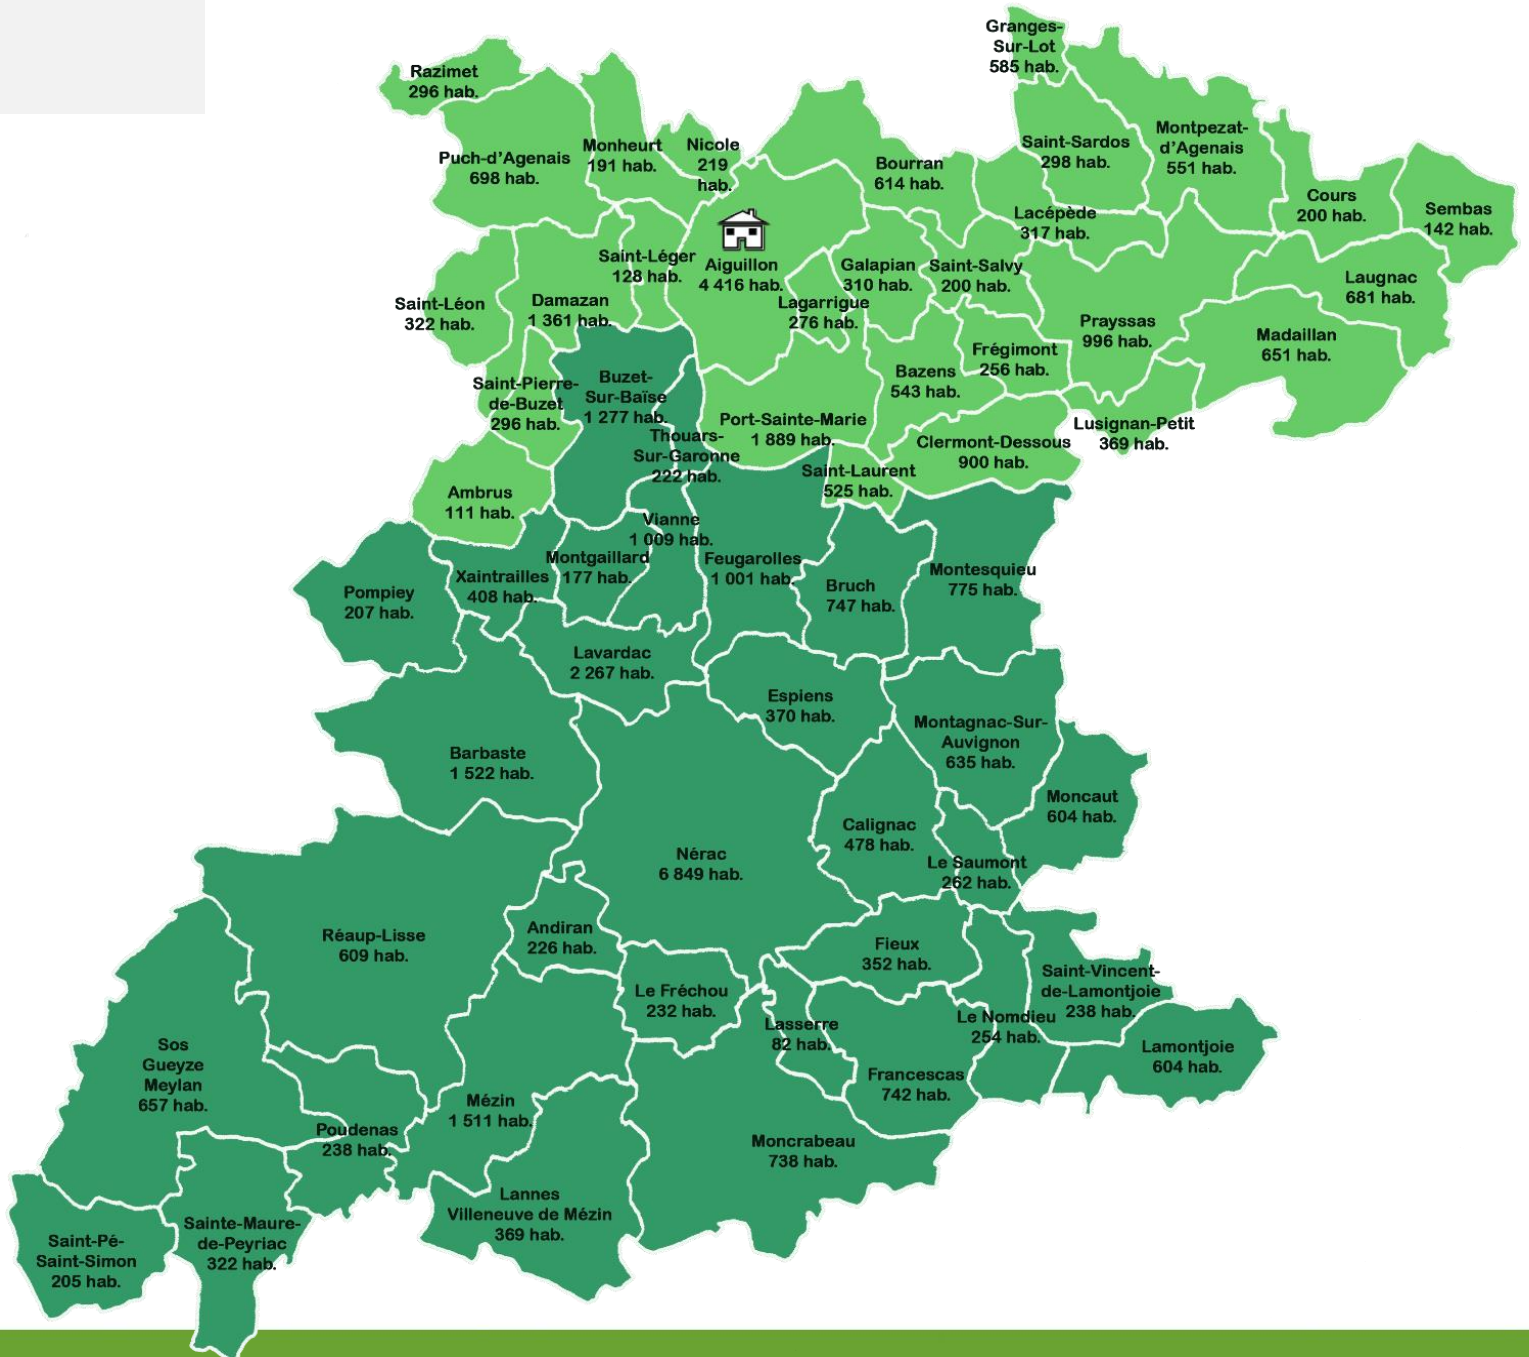 Granges-
Sur-Lot
585 hab.
Razimet
296 hab.
Puch-d'Agenais
698 hab.
Monheurt
191 hab.
Nicole
219
hab.
Bourran
614 hab.
Saint-Sardos
298 hab.
Montpezat-
d'Agenais
551 hab.
Cours
200 hab.
Sembas
142 hab.
Lacépède
317 hab.
Saint-Léger
128 hab.
Aiguillon
4 416 hab.
Galapian
310 hab.
Saint-Salvy
200 hab.
Laugnac
681 hab.
Saint-Léon
322 hab.
Damazan
1 361 hab.
Lagarrigue
276 hab.
Prayssas
996 hab.
Madaillan
651 hab.
Frégimont
256 hab.
Bazens
543 hab.
Saint-Pierre-
de-Buzet
296 hab.
Buzet-
Sur-Baïse
1 277 hab.
Port-Sainte-Marie
1 889 hab.
Lusignan-Petit
369 hab.
Thouars-
Sur-Garonne
222 hab.
Clermont-Dessous
900 hab.
Saint-Laurent
525 hab.
Ambrus
111 hab.
Vianne
1 009 hab.
Montgaillard
177 hab.
Feugarolles
1 001 hab.
Bruch
747 hab.
Montesquieu
775 hab.
Xaintrailles
408 hab.
Pompiey
207 hab.
Lavardac
2 267 hab.
Espiens
370 hab.
Montagnac-Sur-
Auvignon
635 hab.
Barbaste
1 522 hab.
Moncaut
604 hab.
Calignac
478 hab.
Nérac
6 849 hab.
Le Saumont
262 hab.
Réaup-Lisse
609 hab.
Andiran
226 hab.
Fieux
352 hab.
Le Fréchou
232 hab.
Saint-Vincent-
de-Lamontjoie
238 hab.
Lasserre
82 hab.
Le Nomdieu
254 hab.
Lamontjoie
604 hab.
Sos
Gueyze
Meylan
657 hab.
Francescas
742 hab.
Mézin
1 511 hab.
Poudenas
238 hab.
Moncrabeau
738 hab.
Lannes
Villeneuve de Mézin
369 hab.
Sainte-Maure-
de-Peyriac
322 hab.
Saint-Pé-
Saint-Simon
205 hab.